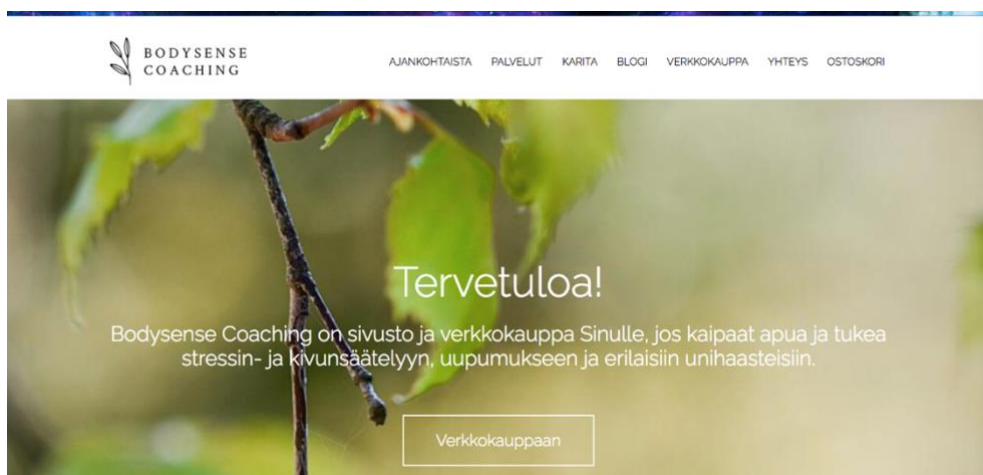 BODYSENSE
COACHING
AJANKOHTAISTA PALVELUT KARITA BLOGI VERKKOKAUPPA YHTEYS OSTOSKORI
Tervetuloa!
Bodysense Coaching on sivusto ja verkkokauppa Sinulle, jos kaipaat apua ja tukea
stressin- ja kivunsäätelyyn, uupumukseen ja erilaisiin unihaasteisiin.
Verkkokauppaan